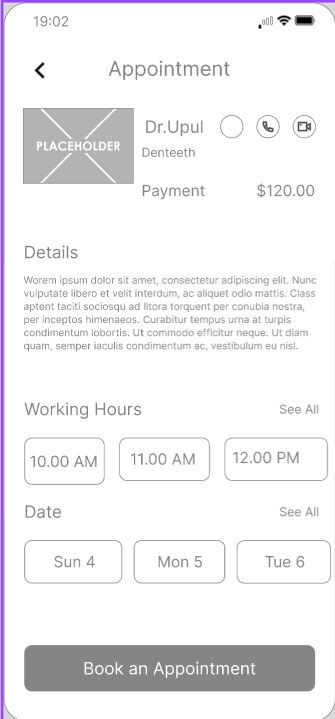 19:02
Appointment
PLACEHOLDER
Dr.Upul
Denteeth
Payment $120.00
Details
Worem ipsum dolor sit amet, consectetur adipiscing elit. Nunc
vulputate libero et velit interdum, ac aliquet odio mattis. Class
aptent taciti sociosqu ad litora torquent per conubia nostra,
per inceptos himenaeos. Curabitur tempus urna at turpis
condimentum lobortis. Ut commodo efficitur neque. Ut diam
quam, semper iaculis condimentum ac, vestibulum eu nisl.
Working Hours See All
10.00 AM 11.00 AM 12.00 PM
Date See All
Sun 4 Mon 5 Tue 6
Book an Appointment